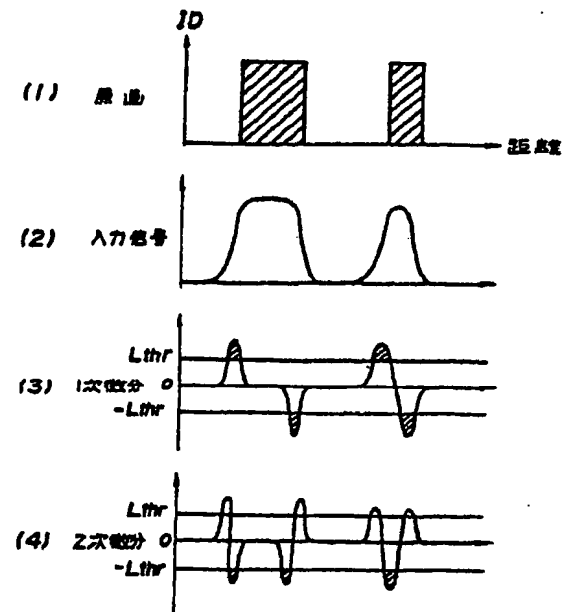 ID
(1) 原画
距離
(2) 入力信号
Lthr
(3) 1次微分 0
-Lthr
Lthr
(4) 2次微分 0
-Lthr